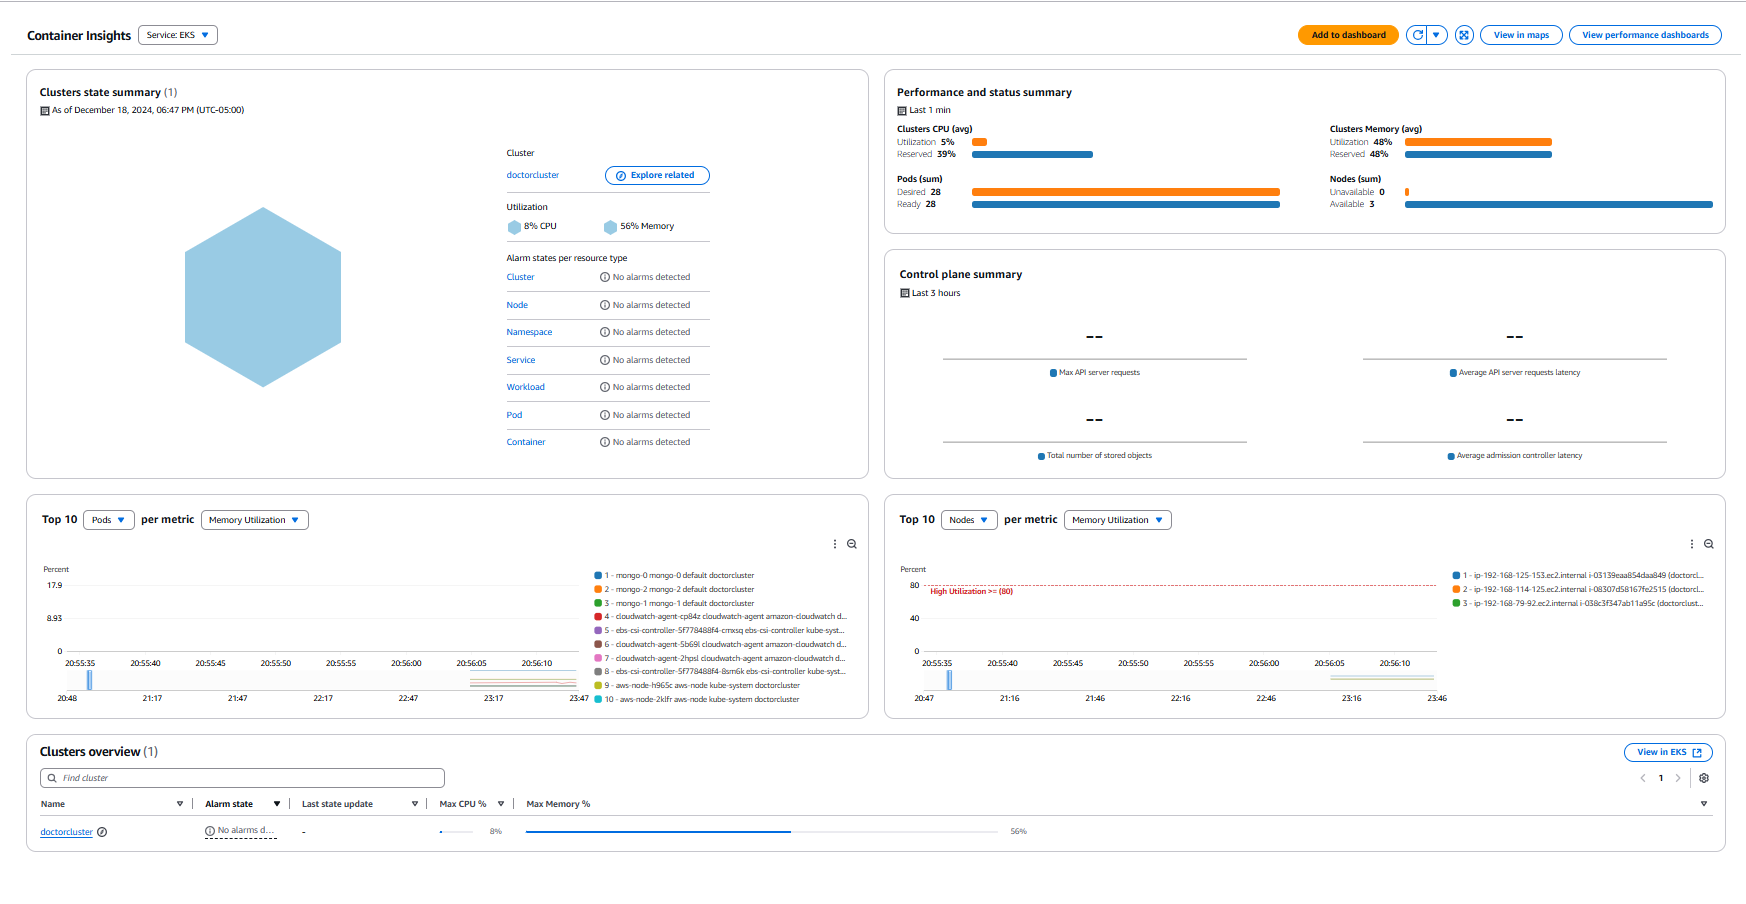 Container Insights
Service: EKS
Add to dashboard
View in maps
View performance dashboards
Clusters state summary (1)
As of December 18, 2024, 06:47 PM (UTC-05:00)
Cluster
doctorcluster
Explore related
Utilization
8% CPU
56% Memory
Alarm states per resource type
Cluster No alarms detected
Node No alarms detected
Namespace No alarms detected
Service No alarms detected
Workload No alarms detected
Pod No alarms detected
Container No alarms detected
Performance and status summary
Last 1 min
Clusters CPU (avg)
Utilization 5%
Reserved 39%
Clusters Memory (avg)
Utilization 48%
Reserved 48%
Pods (sum)
Desired 28
Ready 28
Nodes (sum)
Unavailable 0
Available 3
Control plane summary
Last 3 hours
--
Max API server requests
--
Average API server requests latency
--
Total number of stored objects
--
Average admission controller latency
Top 10 Pods per metric Memory Utilization
Percent
17.9
8.93
0
20:55:35 20:55:40 20:55:45 20:55:50 20:55:55 20:56:00 20:56:05 20:56:10
20:48 21:17 21:47 22:17 22:47 23:17 23:47
1 - mongo-0 mongo-0 default doctorcluster
2 - mongo-2 mongo-2 default doctorcluster
3 - mongo-1 mongo-1 default doctorcluster
4 - cloudwatch-agent-cp84z cloudwatch-agent amazon-cloudwatch d...
5 - ebs-csi-controller-5f778488f4-cmxsq ebs-csi-controller kube-syst...
6 - cloudwatch-agent-5b69l cloudwatch-agent amazon-cloudwatch d...
7 - cloudwatch-agent-2hpsl cloudwatch-agent amazon-cloudwatch d...
8 - ebs-csi-controller-5f778488f4-8sm6k ebs-csi-controller kube-syst...
9 - aws-node-h965c aws-node kube-system doctorcluster
10 - aws-node-2klfr aws-node kube-system doctorcluster
Top 10 Nodes per metric Memory Utilization
Percent
80
High Utilization >= (80)
40
0
20:55:35 20:55:40 20:55:45 20:55:50 20:55:55 20:56:00 20:56:05 20:56:10
20:47 21:16 21:46 22:16 22:46 23:16 23:46
1 - ip-192-168-125-153.ec2.internal i-03139eaa854daa849 (doctorcl...
2 - ip-192-168-114-125.ec2.internal i-08307d58167fe2515 (doctorcl...
3 - ip-192-168-79-92.ec2.internal i-038c3f347ab11a95c (doctorclust...
Clusters overview (1)
View in EKS
Find cluster
1
Name Alarm state Last state update Max CPU % Max Memory %
doctorcluster No alarms d... - 8% 56%